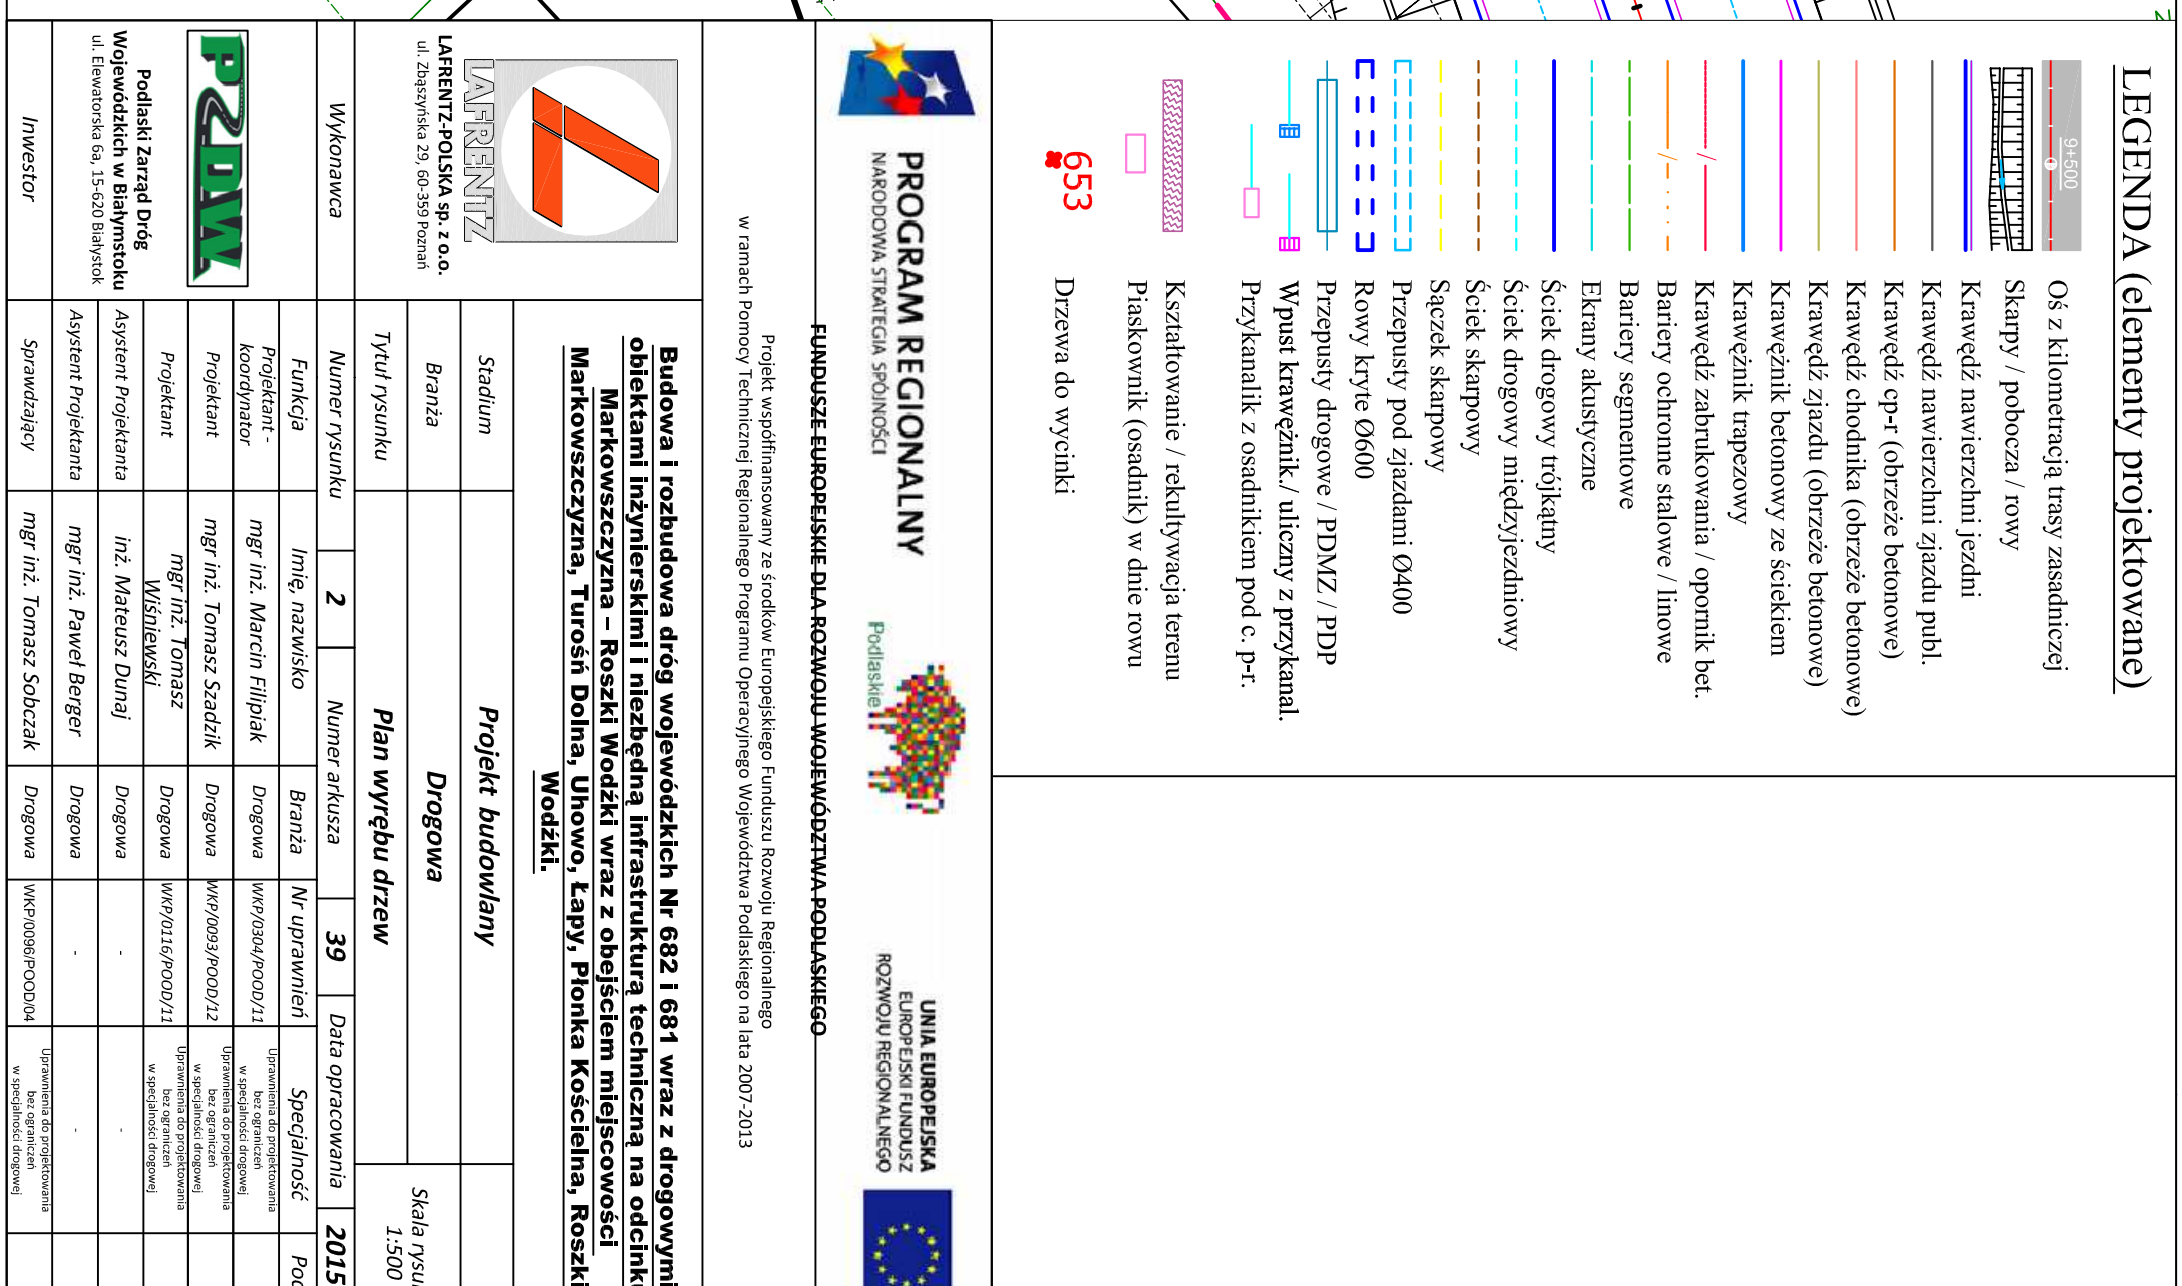 LEGENDA (elementy projektowane)
9+500
Oś z kilometracją trasy zasadniczej
Skarpy / pobocza / rowy
Krawędź nawierzchni jezdni
Krawędź nawierzchni zjazdu publ.
Krawędź cp-r (obrzeże betonowe)
Krawędź chodnika (obrzeże betonowe)
Krawędź zjazdu (obrzeże betonowe)
Krawężnik betonowy ze ściekiem
Krawężnik trapezowy
Krawędź zabrukowania / opornik bet.
Bariery ochronne stalowe / linowe
Bariery segmentowe
Ekrany akustyczne
Ściek drogowy trójkątny
Ściek drogowy międzyjezdniowy
Ściek skarpowy
Sączek skarpowy
Przepusty pod zjazdami Ø400
Rowy kryte Ø600
Przepusty drogowe / PDMZ / PDP
Wpust krawężnik./ uliczny z przykanal.
Przykanalik z osadnikiem pod c. p-r.
Kształtowanie / rekultywacja terenu
Piaskownik (osadnik) w dnie rowu
653
Drzewa do wycinki
PROGRAM REGIONALNY
NARODOWA STRATEGIA SPÓJNOŚCI
Podlaskie
UNIA EUROPEJSKA
EUROPEJSKI FUNDUSZ
ROZWOJU REGIONALNEGO
FUNDUSZE EUROPEJSKIE DLA ROZWOJU WOJEWÓDZTWA PODLASKIEGO
Projekt współfinansowany ze środków Europejskiego Funduszu Rozwoju Regionalnego
w ramach Pomocy Technicznej Regionalnego Programu Operacyjnego Województwa Podlaskiego na lata 2007-2013
LAFRENTZ
LAFRENTZ-POLSKA sp. z o.o.
ul. Zbąszyńska 29, 60-359 Poznań
Wykonawca
Budowa i rozbudowa dróg wojewódzkich Nr 682 i 681 wraz z drogowymi
obiektami inżynierskimi i niezbędną infrastrukturą techniczną na odcinku
Markowszczyzna – Roszki Wodźki wraz z obejściem miejscowości
Markowszczyzna, Turośń Dolna, Uhowo, Łapy, Płonka Kościelna, Roszki
Wodźki.
Stadium
Projekt budowlany
Branża
Drogowa
Tytuł rysunku
Plan wyrębu drzew
Skala rysu
1:500
Numer rysunku
2
Numer arkusza
39
Data opracowania
2015
PZDW
Podlaski Zarząd Dróg
Wojewódzkich w Białymstoku
ul. Elewatorska 6a, 15-620 Białystok
Inwestor
Funkcja
Imię, nazwisko
Branża
Nr uprawnień
Specjalność
Poc
Projektant -
koordynator
mgr inż. Marcin Filipiak
Drogowa
WKP/0304/POOD/11
Uprawnienia do projektowania
bez ograniczeń
w specjalności drogowej
Projektant
mgr inż. Tomasz Szadzik
Drogowa
WKP/0093/POOD/12
Uprawnienia do projektowania
bez ograniczeń
w specjalności drogowej
Projektant
mgr inż. Tomasz
Wiśniewski
Drogowa
WKP/0116/POOD/11
Uprawnienia do projektowania
bez ograniczeń
w specjalności drogowej
Asystent Projektanta
inż. Mateusz Dunaj
Drogowa
-
-
Asystent Projektanta
mgr inż. Paweł Berger
Drogowa
-
-
Sprawdzający
mgr inż. Tomasz Sobczak
Drogowa
WKP/0096/POOD/04
Uprawnienia do projektowania
bez ograniczeń
w specjalności drogowej